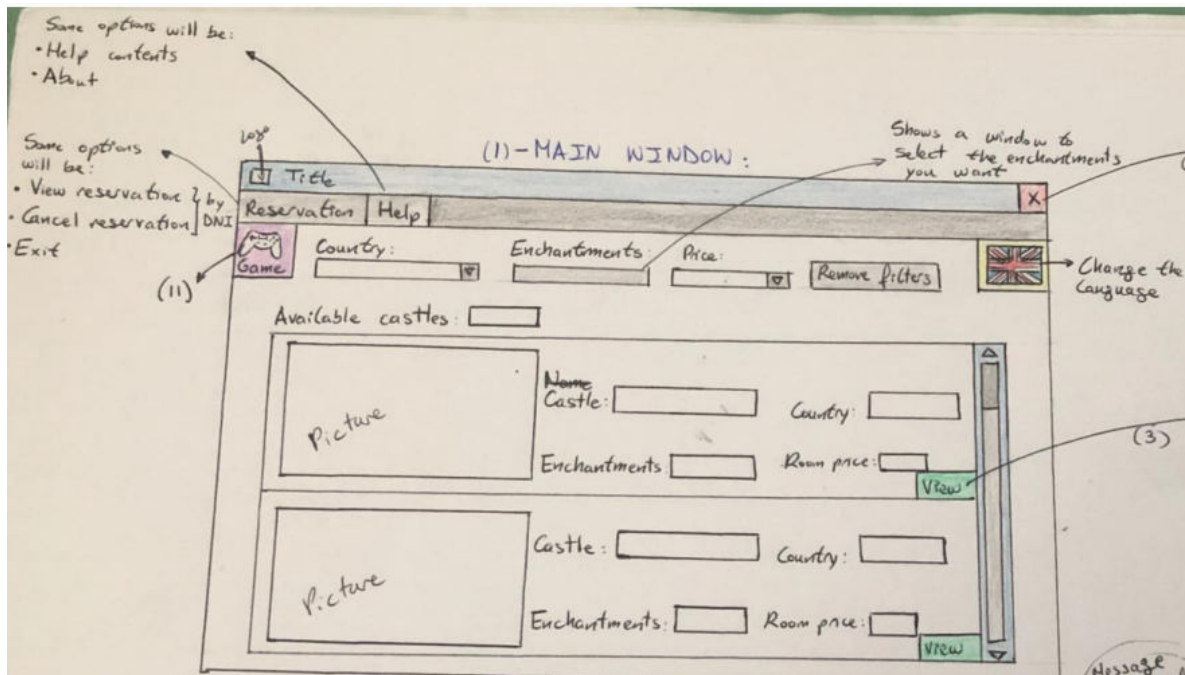 Some options will be:
• Help contents
• About
Some options
will be:
• View reservation
• Cancel reservation
by
DNI
• Exit
Logo
(1)-MAIN WINDOW:
Shows a window to
select the enchantments
you want
Title
X
Reservation Help
Game
(11)
Country:
Enchantments:
Price:
Remove filters
Change the
language
Available castles:
Picture
Name
Castle:
Country:
Enchantments:
Room price:
View
(3)
Picture
Castle:
Country:
Enchantments:
Room price:
View
Message